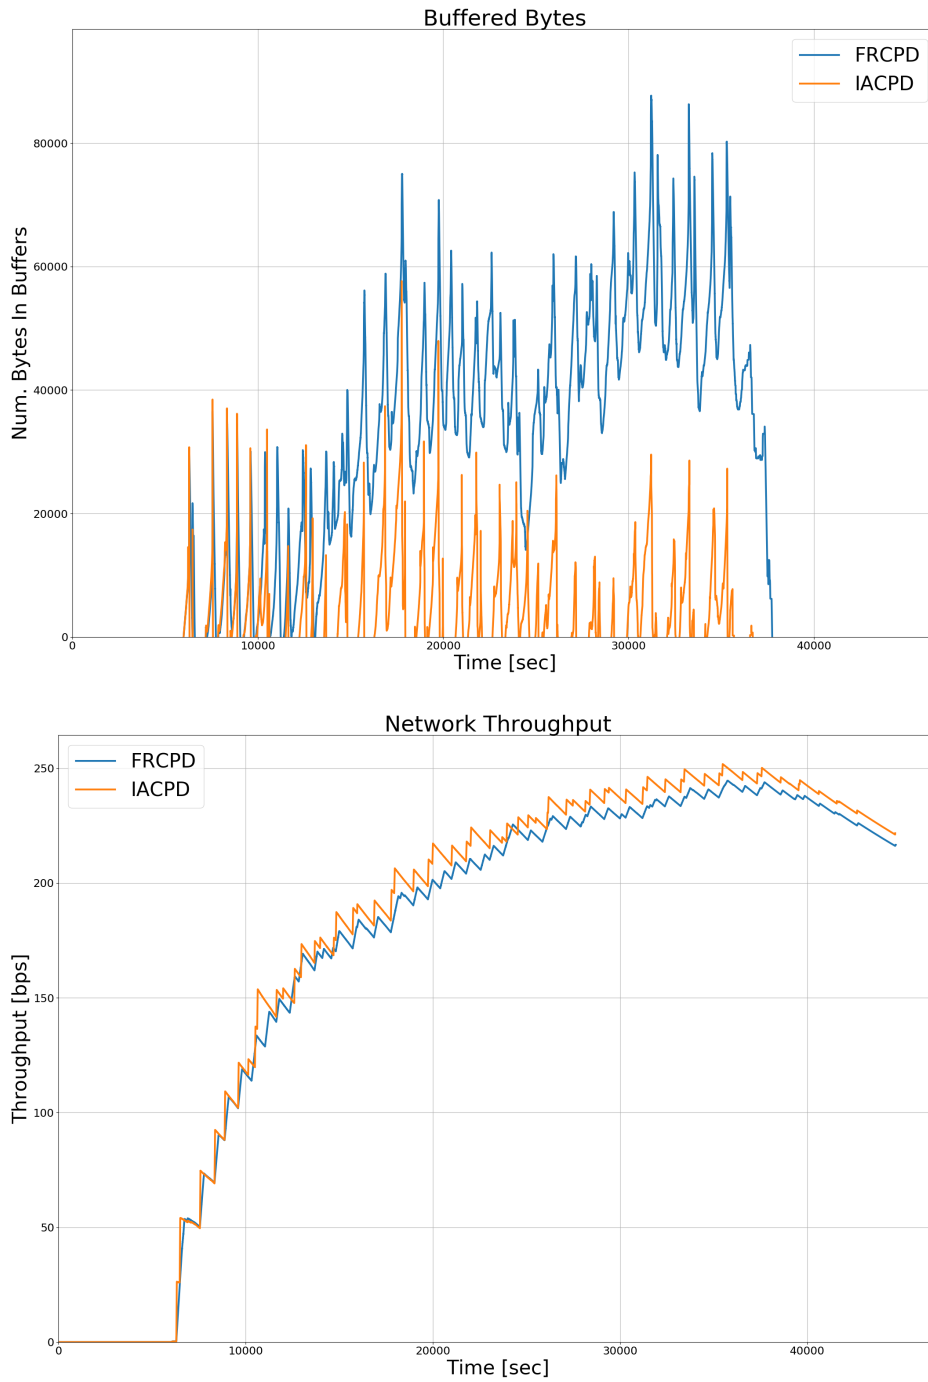 Buffered Bytes
FRCPD
IACPD
Num. Bytes In Buffers
80000
60000
40000
20000
0
0
10000
20000
30000
40000
Time [sec]
Network Throughput
FRCPD
IACPD
Throughput [bps]
250
200
150
100
50
0
0
10000
20000
30000
40000
Time [sec]